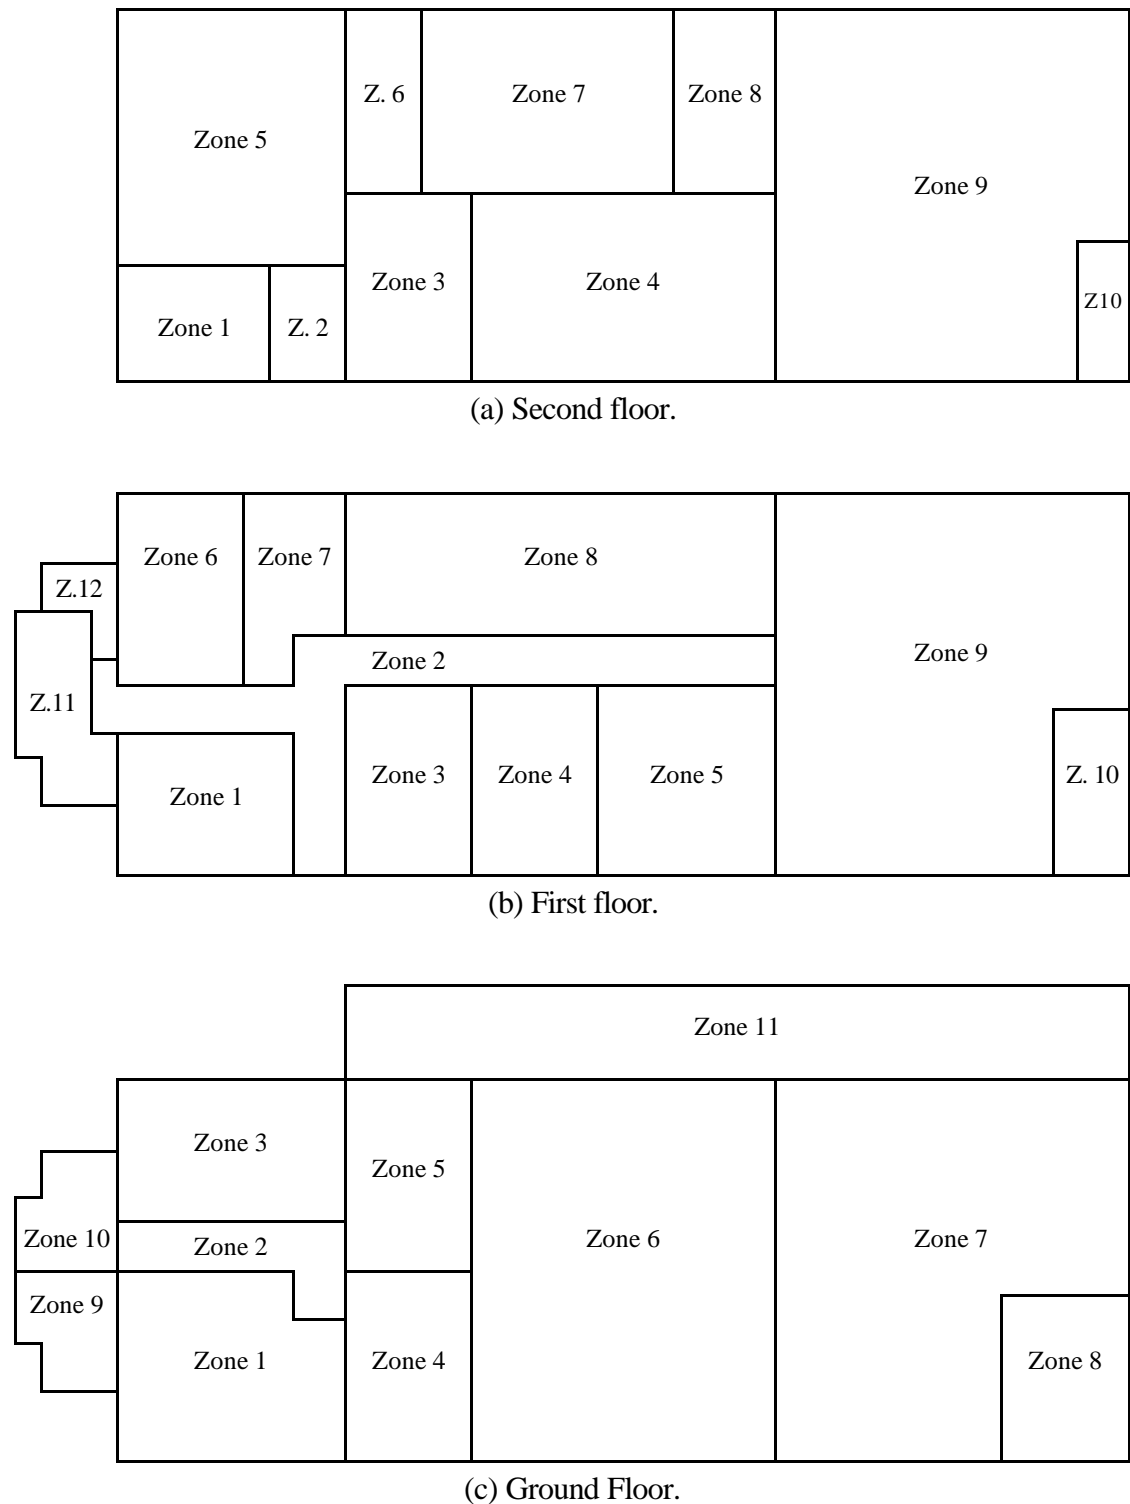 Z. 6 Zone 7 Zone 8
Zone 5
Zone 9
Zone 3 Zone 4
Z10
Zone 1 Z. 2
(a) Second floor.
Zone 6 Zone 7 Zone 8
Z.12
Zone 2 Zone 9
Z.11
Zone 3 Zone 4 Zone 5 Z. 10
Zone 1
(b) First floor.
Zone 11
Zone 3
Zone 5
Zone 10 Zone 2 Zone 6 Zone 7
Zone 9
Zone 1 Zone 4 Zone 8
(c) Ground Floor.